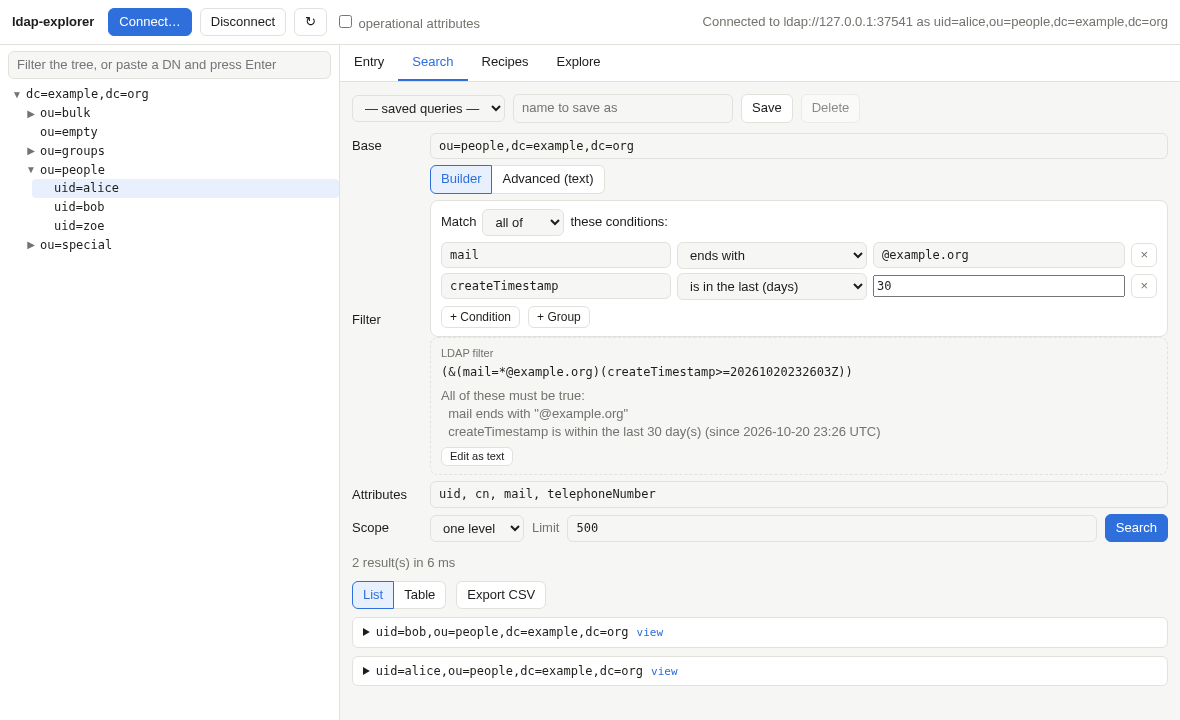 ldap-explorer Connect… Disconnect ↻ operational attributes Connected to ldap://127.0.0.1:37541 as uid=alice,ou=people,dc=example,dc=org
Filter the tree, or paste a DN and press Enter
▼ dc=example,dc=org
▶ ou=bulk
ou=empty
▶ ou=groups
▼ ou=people
uid=alice
uid=bob
uid=zoe
▶ ou=special
Entry Search Recipes Explore
— saved queries — name to save as Save Delete
Base ou=people,dc=example,dc=org
Builder Advanced (text)
Match all of these conditions:
mail ends with @example.org ×
createTimestamp is in the last (days) 30 ×
+ Condition + Group
Filter
LDAP filter
(&(mail=*@example.org)(createTimestamp>=20261020232603Z))
All of these must be true:
mail ends with "@example.org"
createTimestamp is within the last 30 day(s) (since 2026-10-20 23:26 UTC)
Edit as text
Attributes uid, cn, mail, telephoneNumber
Scope one level Limit 500 Search
2 result(s) in 6 ms
List Table Export CSV
▶ uid=bob,ou=people,dc=example,dc=org view
▶ uid=alice,ou=people,dc=example,dc=org view